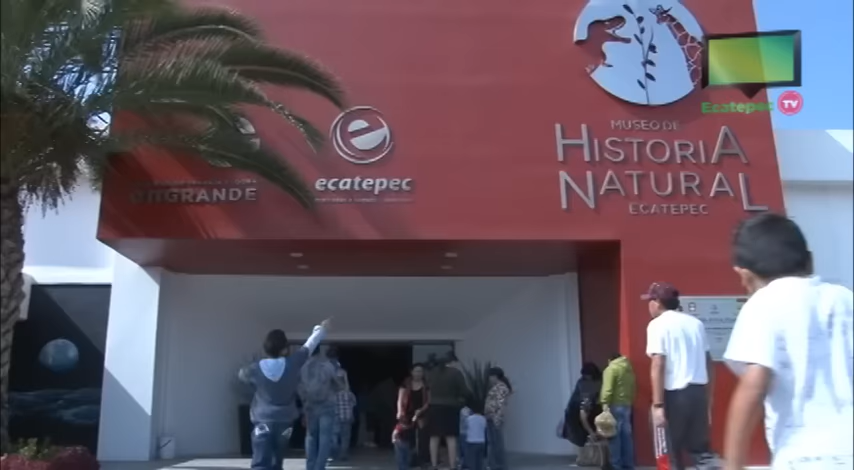 MUSEO DE
HISTORIA
NATURAL
ECATEPEC
Ecatepec TV
e
ecatepec
GRANDE